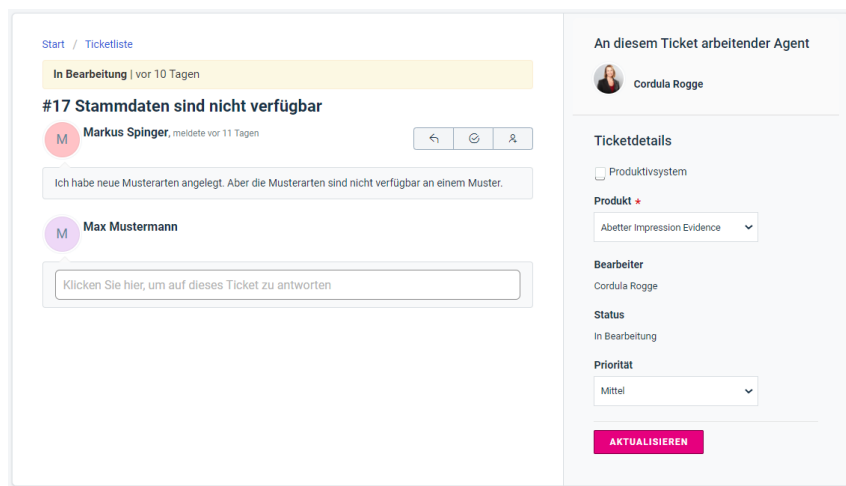 Start / Ticketliste
In Bearbeitung | vor 10 Tagen
#17 Stammdaten sind nicht verfügbar
M
Markus Spinger, meldete vor 11 Tagen
Ich habe neue Musterarten angelegt. Aber die Musterarten sind nicht verfügbar an einem Muster.
M
Max Mustermann
Klicken Sie hier, um auf dieses Ticket zu antworten
An diesem Ticket arbeitender Agent
Cordula Rogge
Ticketdetails
Produktivsystem
Produkt *
Abetter Impression Evidence
Bearbeiter
Cordula Rogge
Status
In Bearbeitung
Priorität
Mittel
AKTUALISIEREN